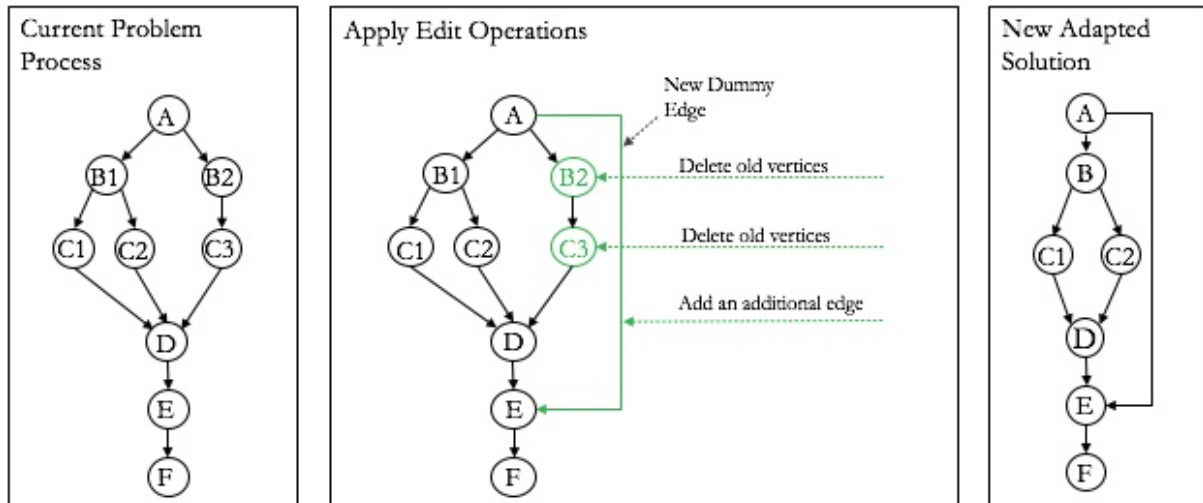 Current Problem
Process
A
B1
B2
C1
C2
C3
D
E
F
Apply Edit Operations
New Dummy
Edge
A
Delete old vertices
B1
B2
Delete old vertices
C1
C2
C3
Add an additional edge
D
E
F
New Adapted
Solution
A
B
C1
C2
D
E
F